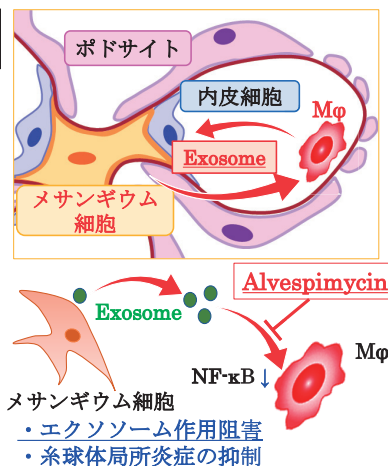 ポドサイト
内皮細胞
Mφ
Exosome
メサンギウム
細胞
Alvespimycin
Exosome
Mφ
NF-κB↓
メサンギウム細胞
・エクソソーム作用阻害
・糸球体局所炎症の抑制